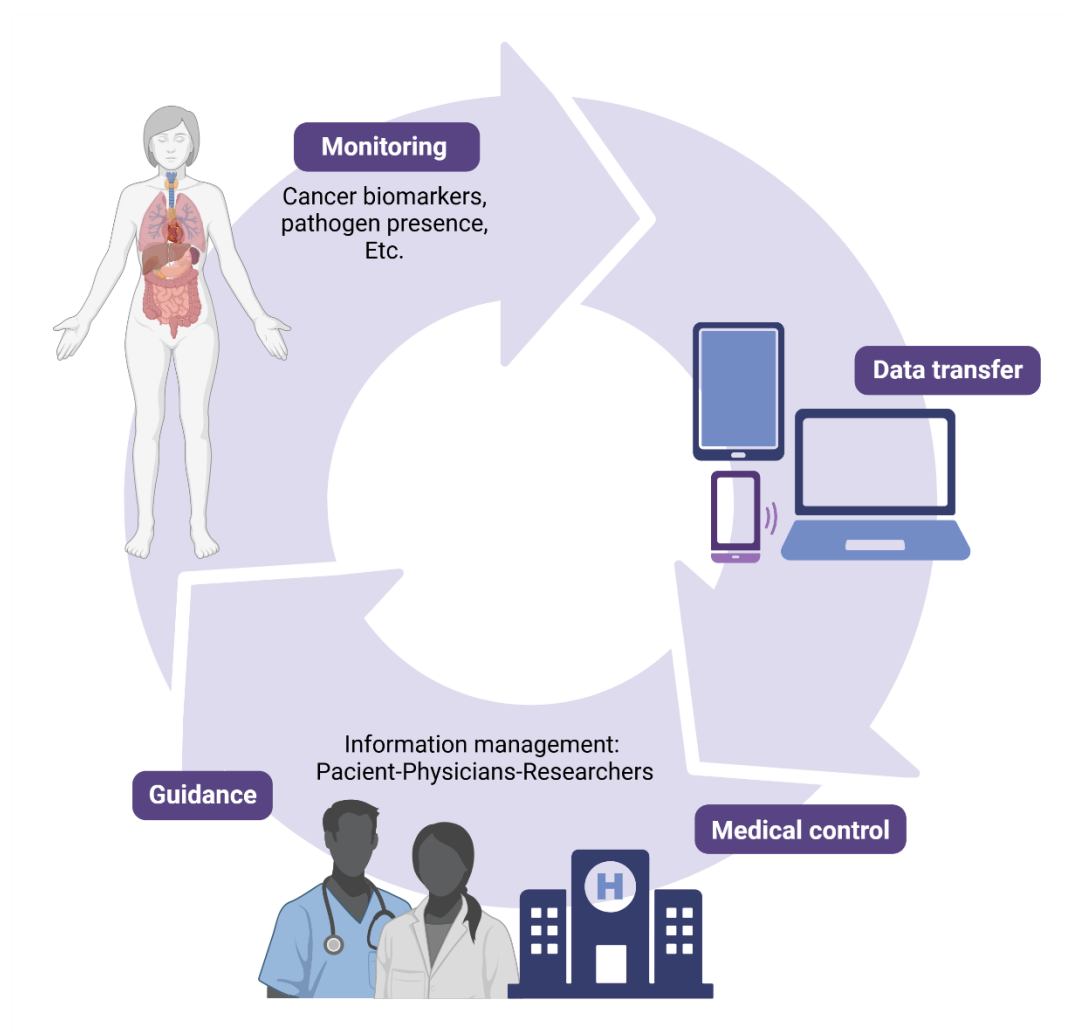 Monitoring
Cancer biomarkers,
pathogen presence,
Etc.
Data transfer
Information management:
Pacient-Physicians-Researchers
Guidance
Medical control
H